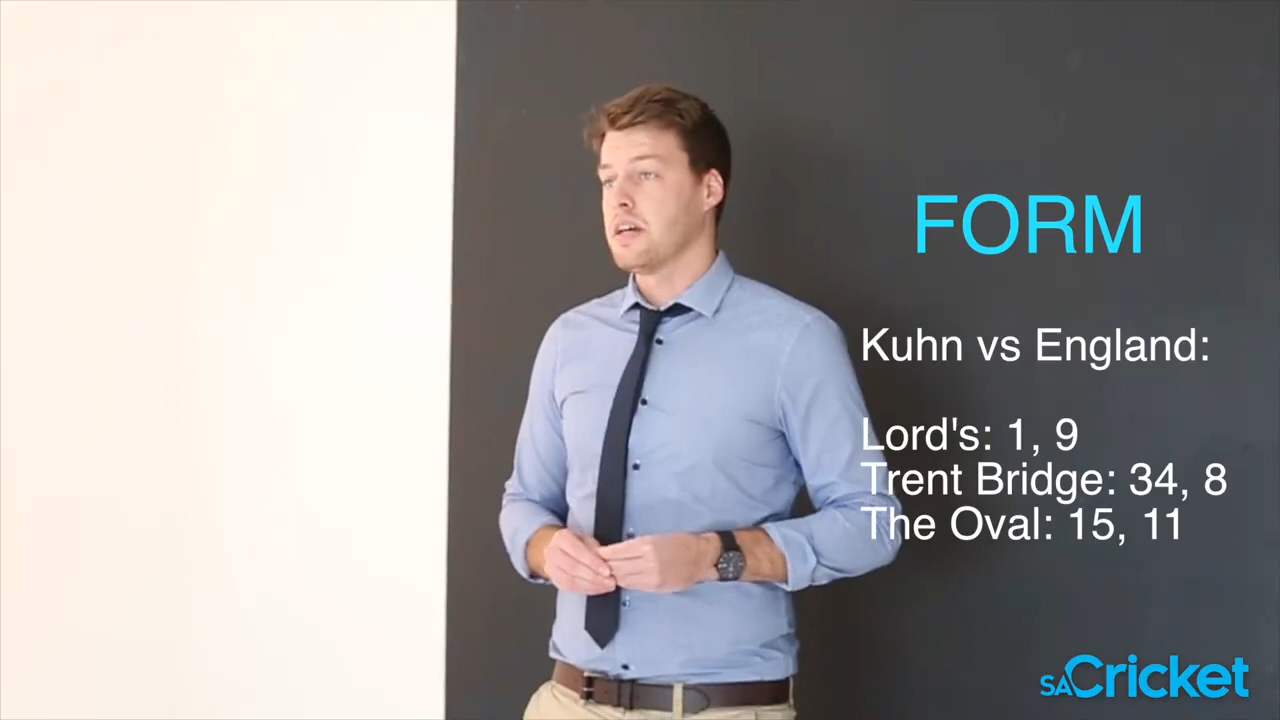 FORM
Kuhn vs England:
Lord's: 1, 9
Trent Bridge: 34, 8
The Oval: 15, 11
SACricket